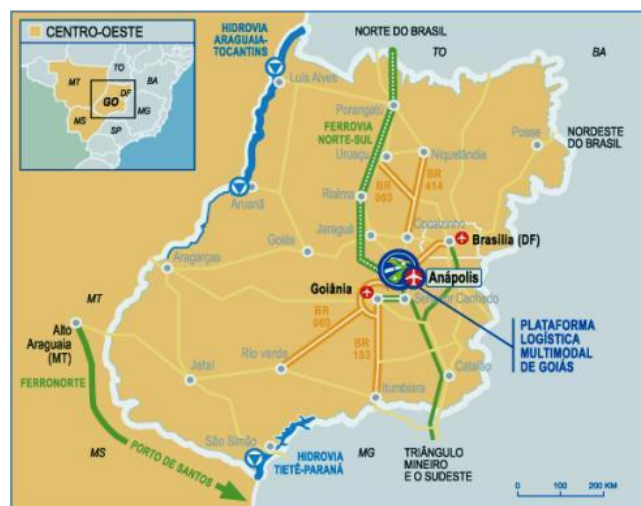 CENTRO-OESTE
TO
MT
DF
BA
GO
MG
MS
SP
HIDROVIA
ARAGUAIA-
TOCANTINS
NORTE DO BRASIL
TO
BA
Luís Alves
Porangatú
FERROVIA
NORTE-SUL
Posse
NORDESTE
DO BRASIL
Uruaçu
Niquelândia
BR
080
BR
414
Rialma
Aruanã
Jaraguá
Cocalzinho
Goiás
Brasília (DF)
Aragarças
Anápolis
Goiânia
Senador Canhedo
MT
Alto
Araguaia
(MT)
BR
060
BR
153
PLATAFORMA
LOGÍSTICA
MULTIMODAL
DE GOIÁS
FERRONORTE
Jataí
Rio verde
Catalão
Itumbiara
São Simão
MS
PORTO DE SANTOS
HIDROVIA
TIETÊ-PARANÁ
MG
TRIÂNGULO
MINEIRO
E O SUDESTE
0 100 200 KM